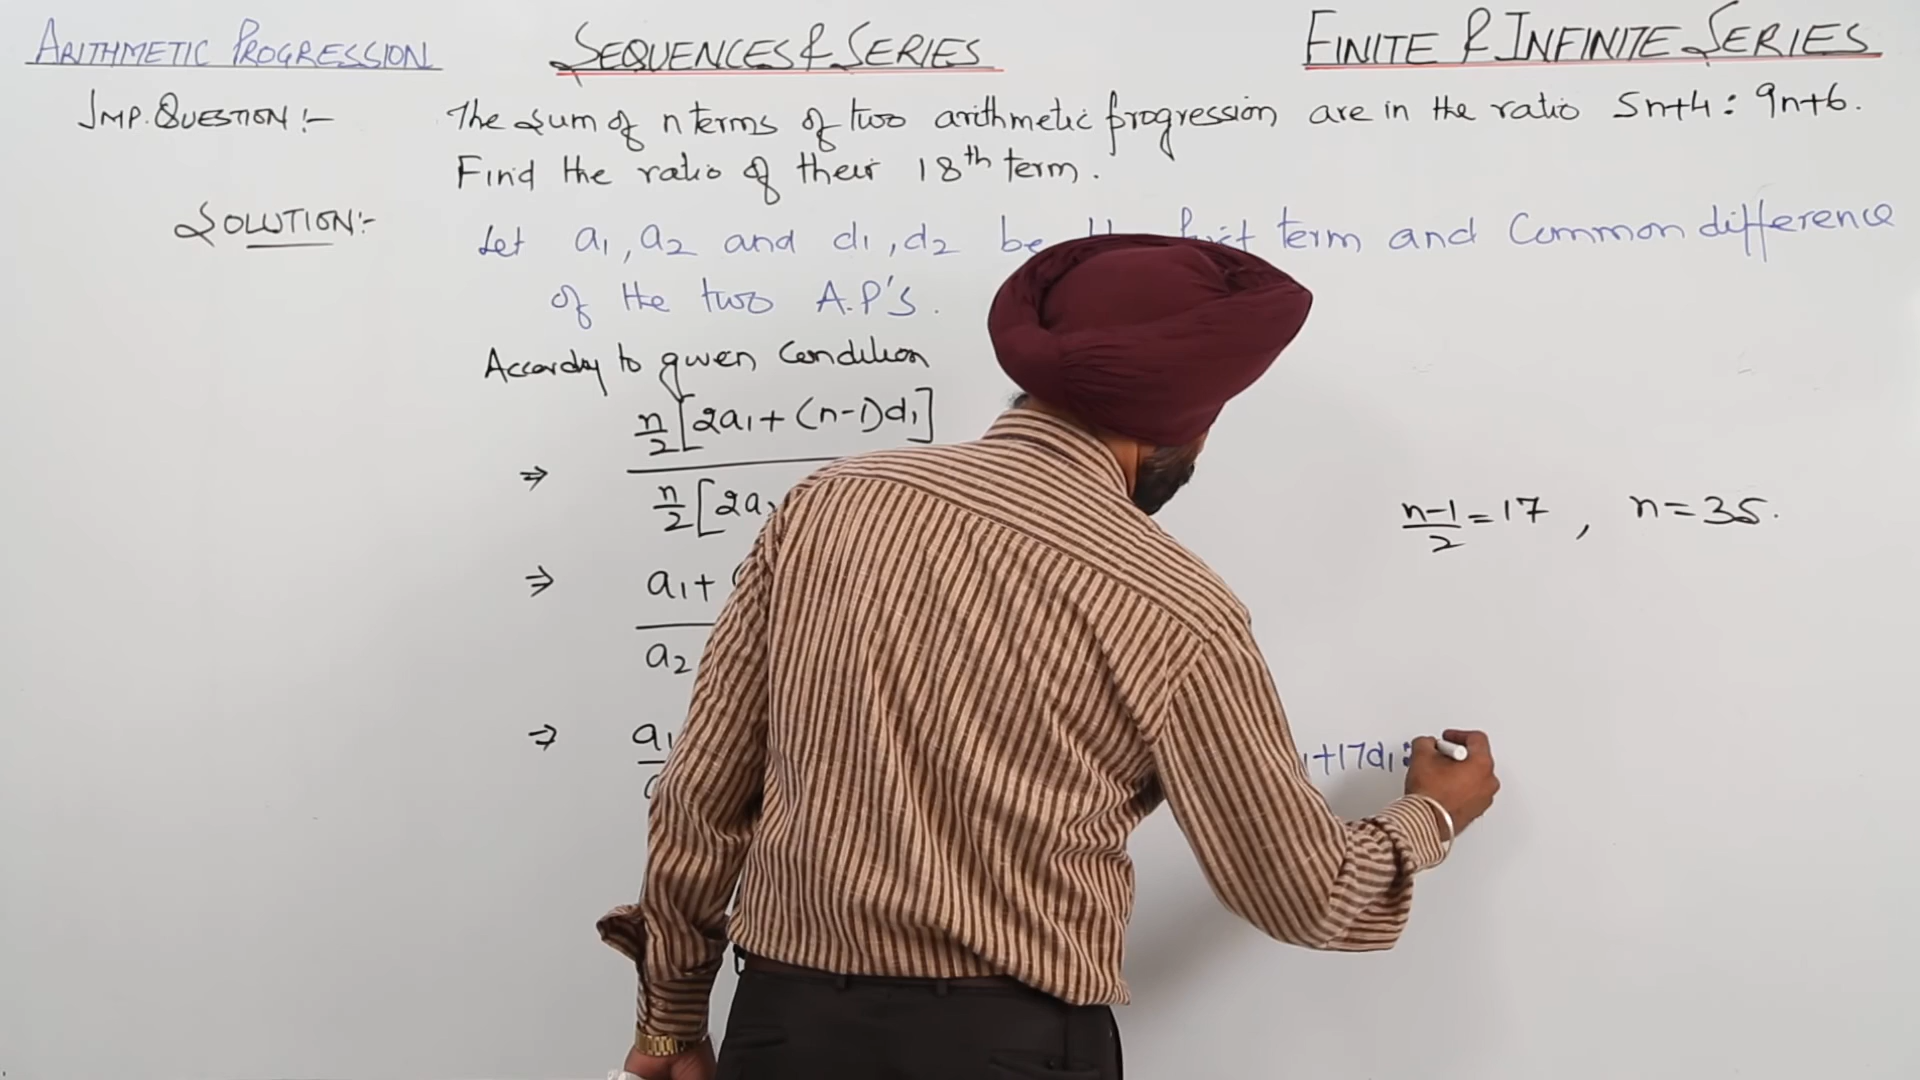 ARITHMETIC PROGRESSION SEQUENCES & SERIES FINITE & INFINITE SERIES
IMP. QUESTION :- The sum of n terms of two arithmetic progression are in the ratio 5n+4 : 9n+6.
Find the ratio of their 18th term.
SOLUTION:-
Let a1, a2 and d1, d2 be term and Common difference
of the two A.P's.
According to given Condition
n/2[2a1 + (n-1)d1]
⇒
n/2[2a
n-1/2 = 17 , n = 35.
⇒ a1 +
a2
⇒ a1
+17d1